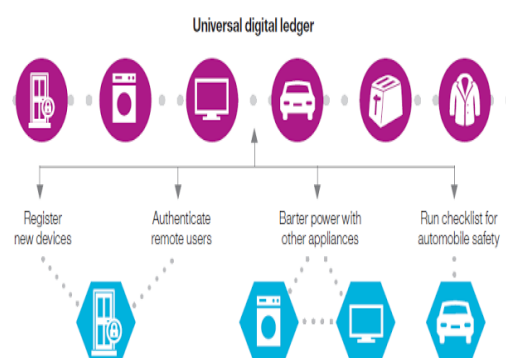 Universal digital ledger
Register
new devices
Authenticate
remote users
Barter power with
other appliances
Run checklist for
automobile safety